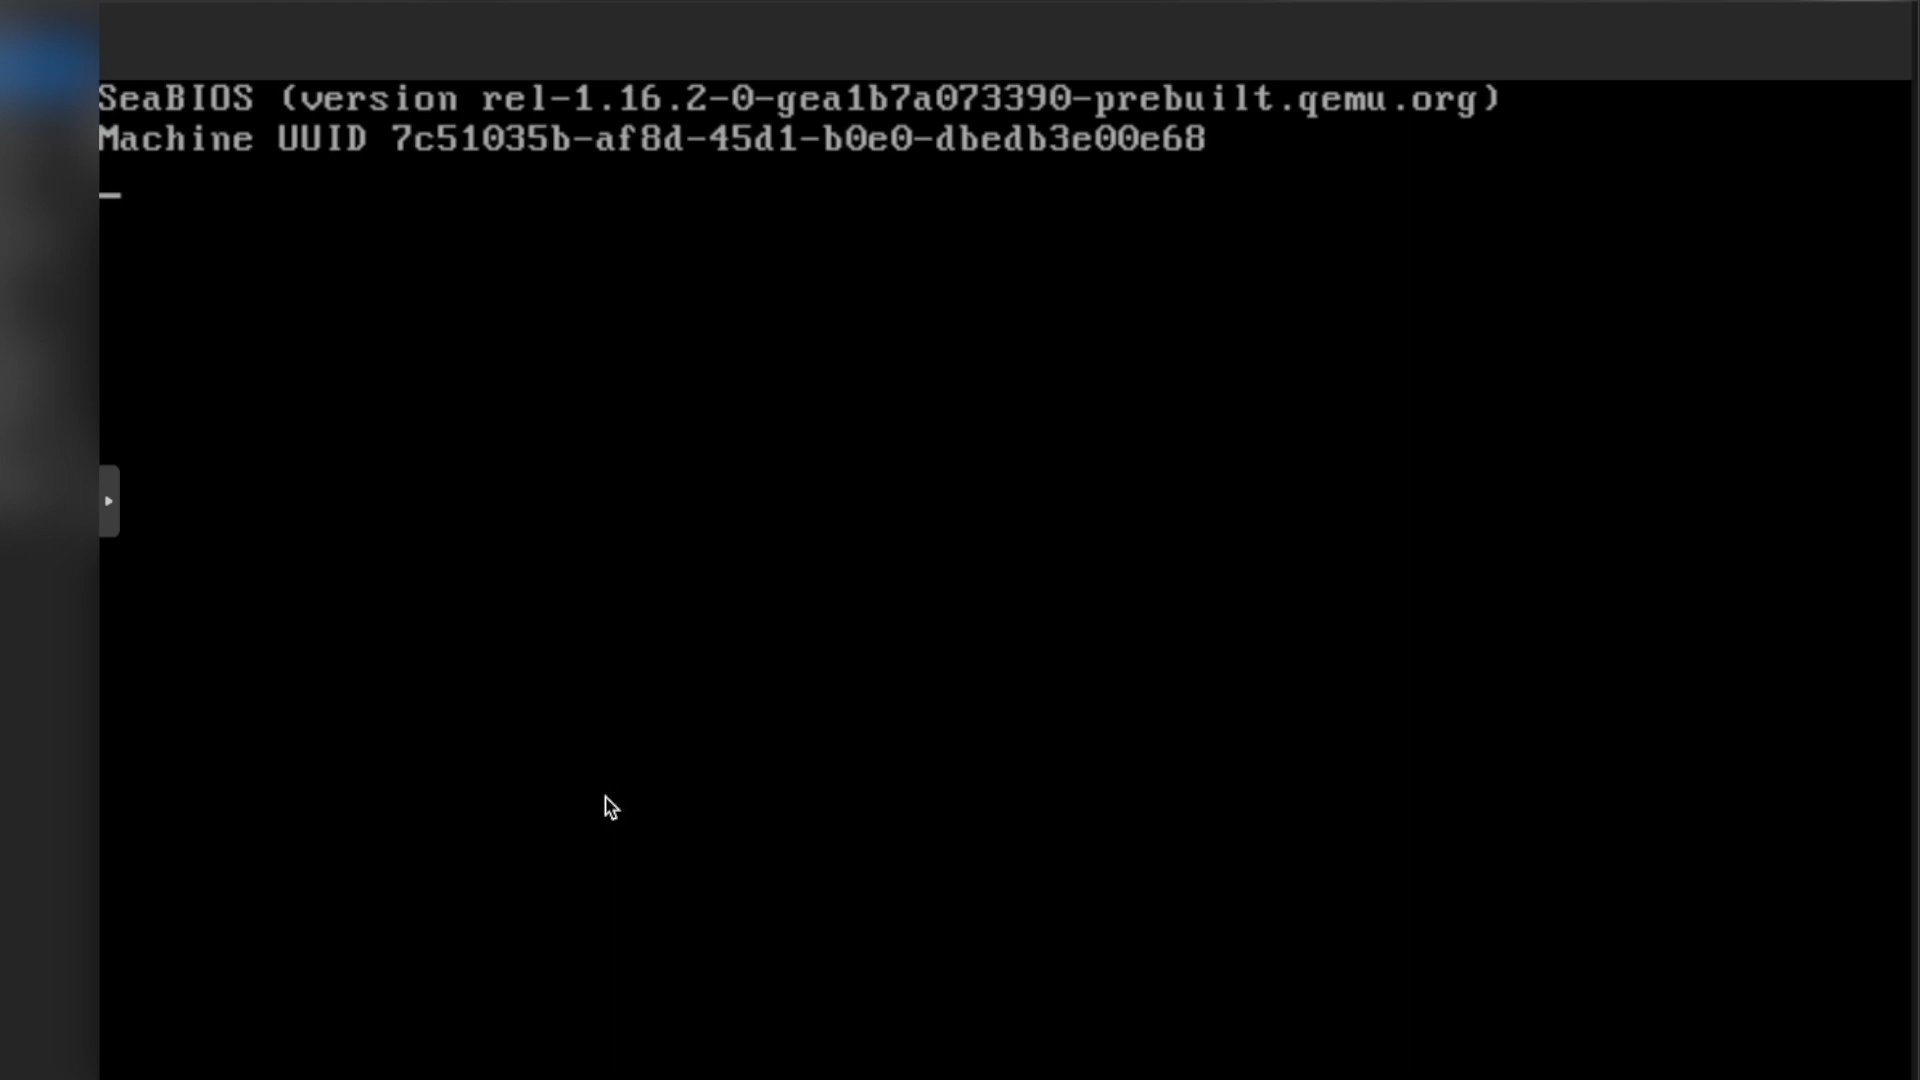 SeaBIOS (version rel-1.16.2-0-gea1b7a073390-prebuilt.qemu.org)
Machine UUID 7c51035b-af8d-45d1-b0e0-dbedb3e00e68